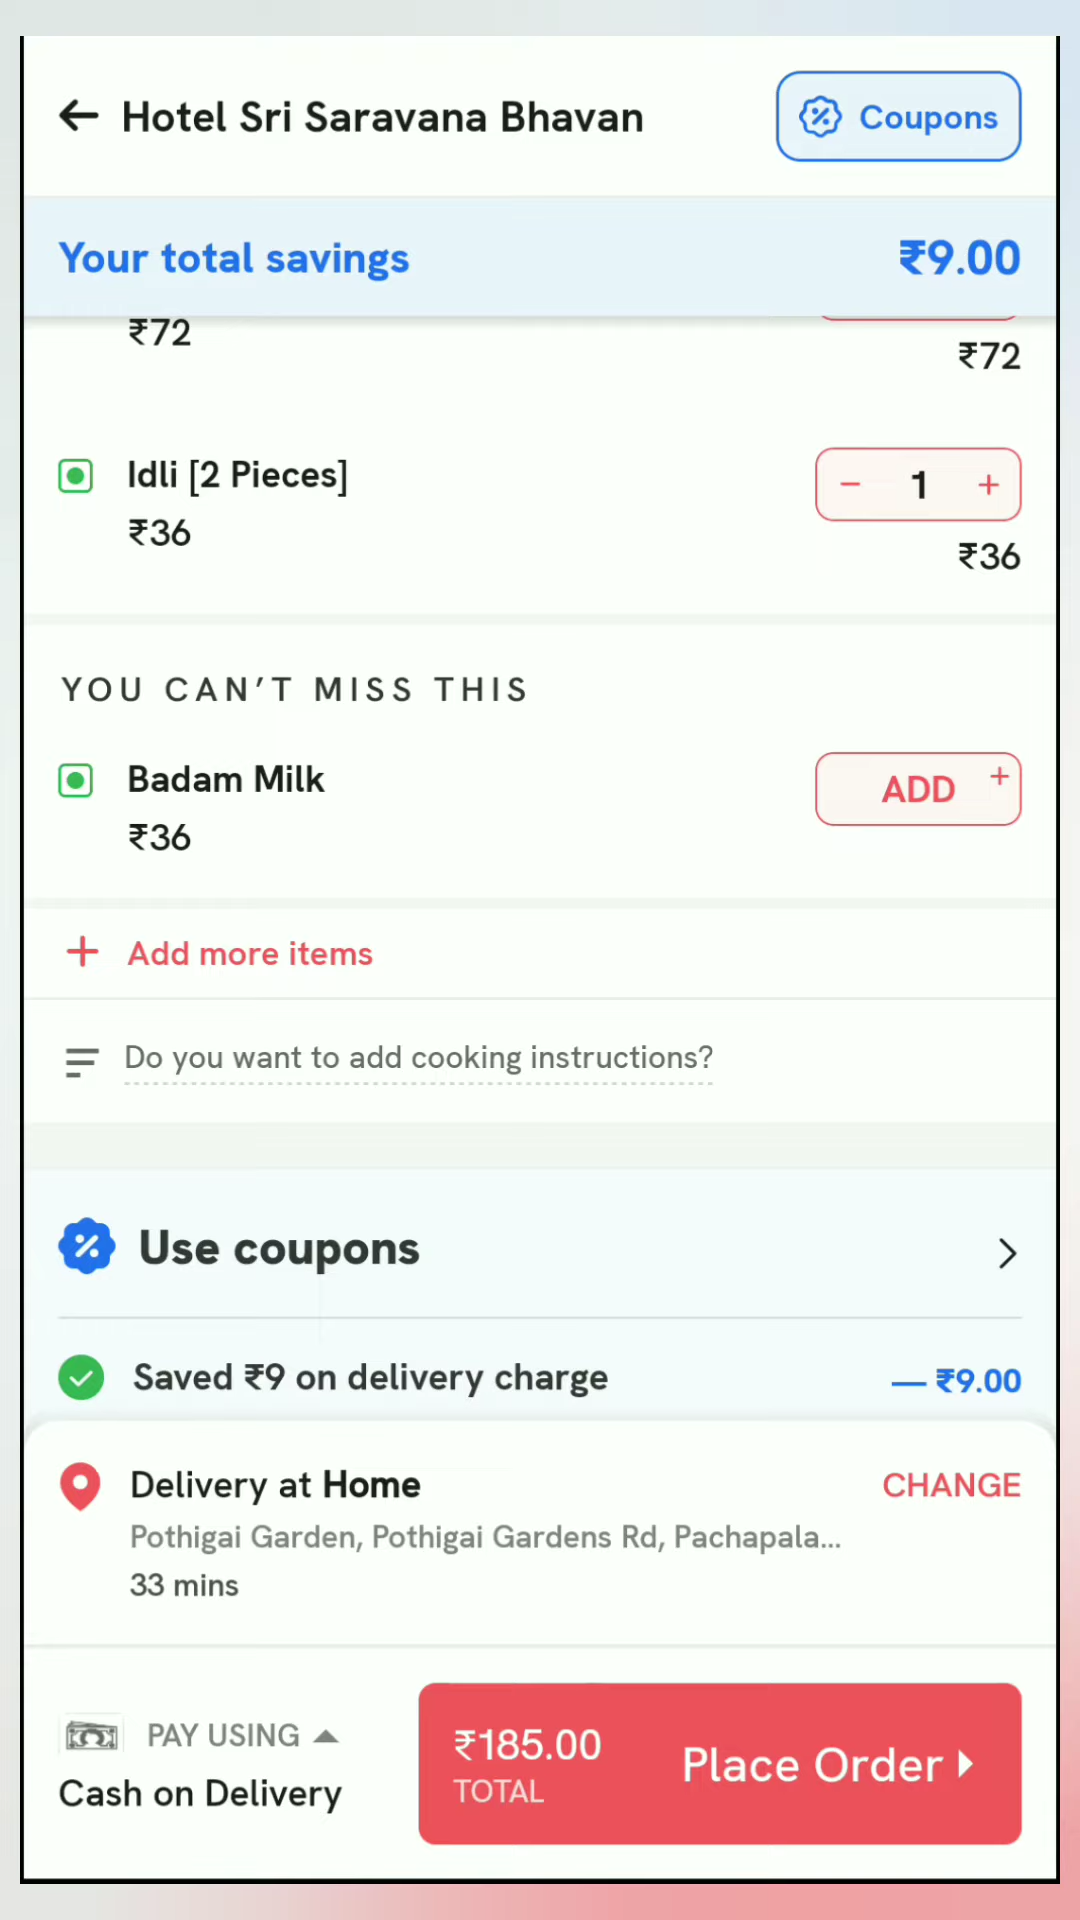 Hotel Sri Saravana Bhavan
Coupons
Your total savings ₹9.00
₹72
₹72
Idli [2 Pieces]
1
₹36
₹36
YOU CAN'T MISS THIS
Badam Milk
ADD +
₹36
Add more items
Do you want to add cooking instructions?
Use coupons
Saved ₹9 on delivery charge — ₹9.00
Delivery at Home CHANGE
Pothigai Garden, Pothigai Gardens Rd, Pachapala...
33 mins
PAY USING
Cash on Delivery
₹185.00
TOTAL
Place Order